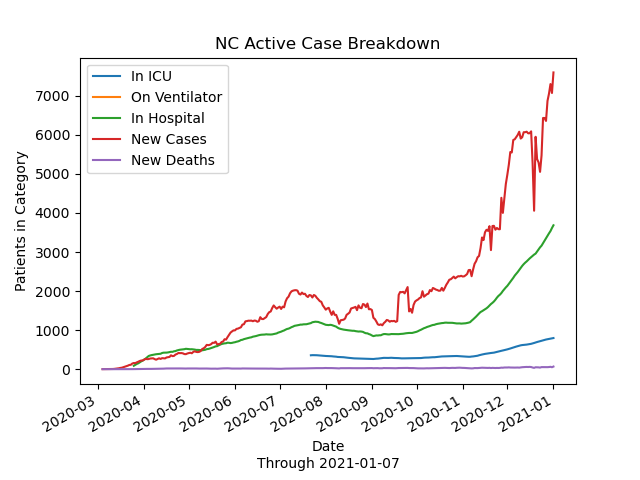 NC Active Case Breakdown
In ICU
On Ventilator
In Hospital
New Cases
New Deaths
Patients in Category
7000
6000
5000
4000
3000
2000
1000
0
2020-03
2020-04
2020-05
2020-06
2020-07
2020-08
2020-09
2020-10
2020-11
2020-12
2021-01
Date
Through 2021-01-07